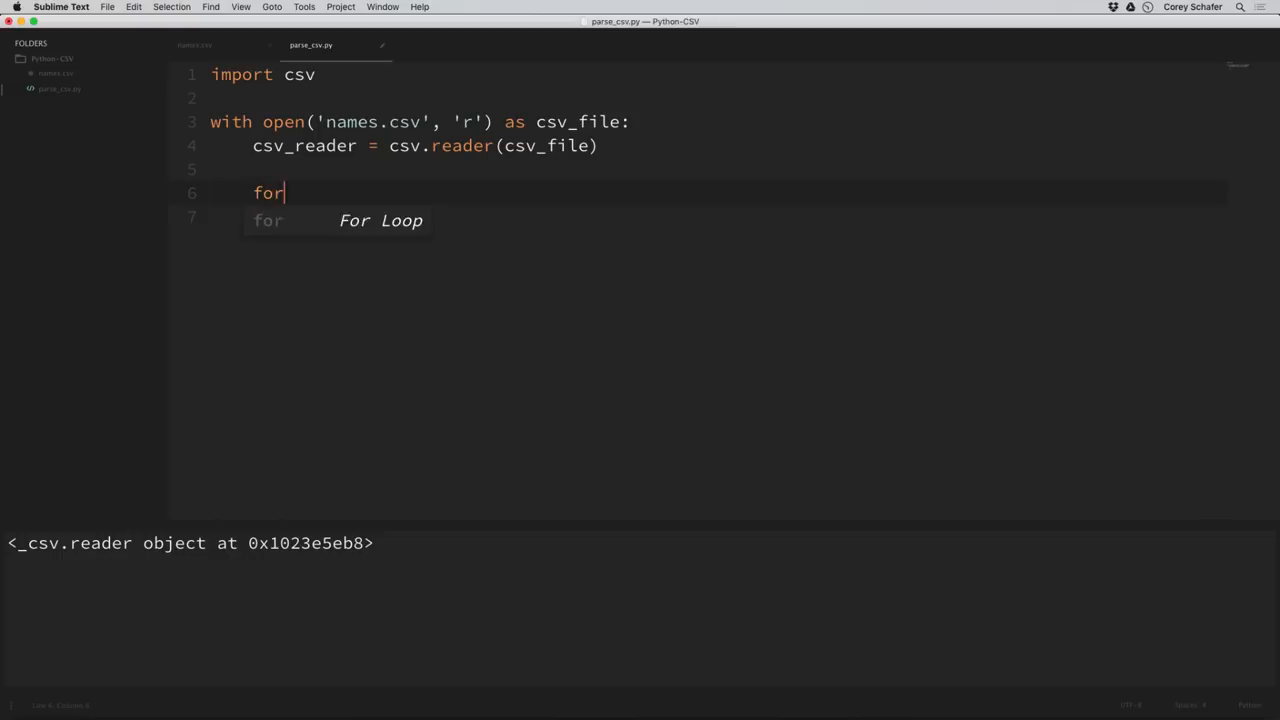 Sublime Text File Edit Selection Find View Goto Tools Project Window Help Corey Schafer
parse_csv.py — Python-CSV
FOLDERS
Python-CSV
names.csv
parse_csv.py
names.csv parse_csv.py
1 import csv
2
3 with open('names.csv', 'r') as csv_file:
4 csv_reader = csv.reader(csv_file)
5
6 for
for For Loop
7
<_csv.reader object at 0x1023e5eb8>
Line 4, Column 8 UTF-8 Spaces: 4 Python